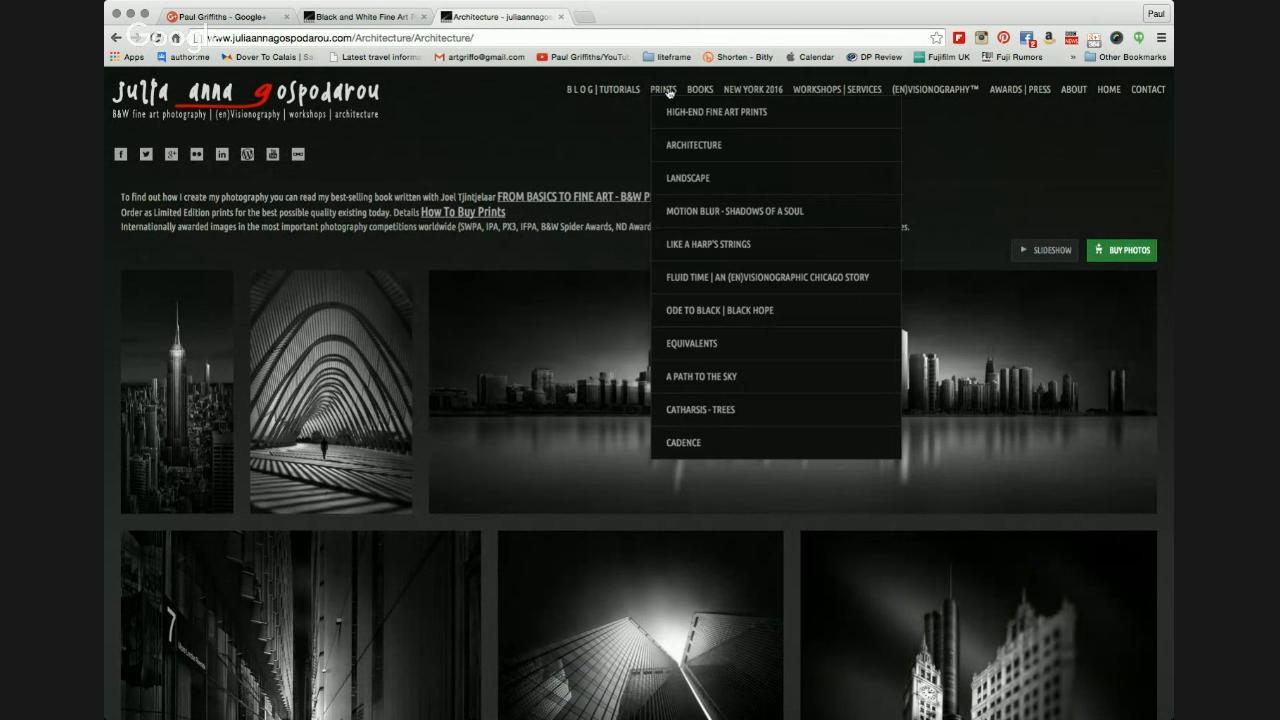 Paul Griffiths - Google+
Black and White Fine Art P
Architecture - juliaannagos
Paul
www.juliaannagospodarou.com/Architecture/Architecture/
Apps
author:me
Dover To Calais | Sa
Latest travel informa
artgriffo@gmail.com
Paul Griffiths/YouTu
liteframe
Shorten - Bitly
Calendar
DP Review
Fujifilm UK
Fuji Rumors
»
Other Bookmarks
julia anna gospodarou
B&W fine art photography | (en)Visionography | workshops | architecture
B L O G | TUTORIALS
PRINTS
BOOKS
NEW YORK 2016
WORKSHOPS | SERVICES
(EN)VISIONOGRAPHY™
AWARDS | PRESS
ABOUT
HOME
CONTACT
HIGH-END FINE ART PRINTS
ARCHITECTURE
LANDSCAPE
MOTION BLUR - SHADOWS OF A SOUL
LIKE A HARP'S STRINGS
FLUID TIME | AN (EN)VISIONOGRAPHIC CHICAGO STORY
ODE TO BLACK | BLACK HOPE
EQUIVALENTS
A PATH TO THE SKY
CATHARSIS - TREES
CADENCE
To find out how I create my photography you can read my best-selling book written with Joel Tjintjelaar FROM BASICS TO FINE ART - B&W P
Order as Limited Edition prints for the best possible quality existing today. Details How To Buy Prints
Internationally awarded images in the most important photography competitions worldwide (SWPA, IPA, PX3, IFPA, B&W Spider Awards, ND Award
es.
SLIDESHOW
BUY PHOTOS
7